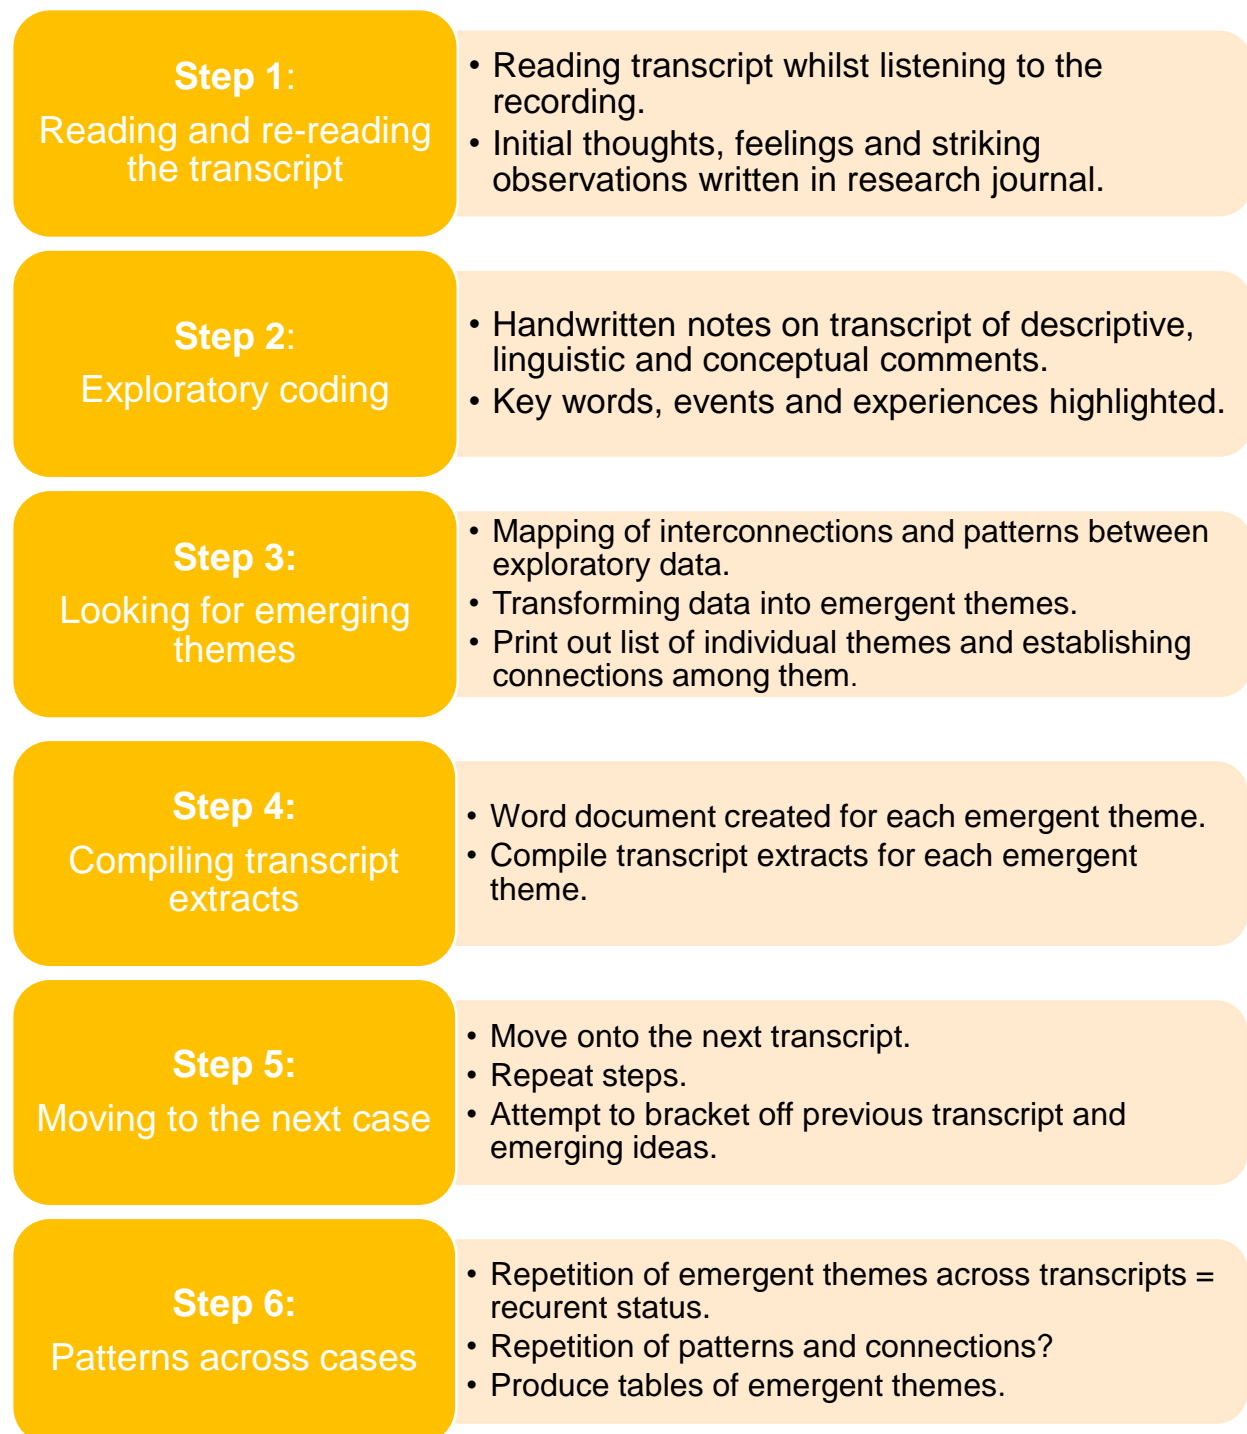 Step 1:
Reading and re-reading
the transcript
• Reading transcript whilst listening to the
recording.
• Initial thoughts, feelings and striking
observations written in research journal.
Step 2:
Exploratory coding
• Handwritten notes on transcript of descriptive,
linguistic and conceptual comments.
• Key words, events and experiences highlighted.
Step 3:
Looking for emerging
themes
• Mapping of interconnections and patterns between
exploratory data.
• Transforming data into emergent themes.
• Print out list of individual themes and establishing
connections among them.
Step 4:
Compiling transcript
extracts
• Word document created for each emergent theme.
• Compile transcript extracts for each emergent
theme.
Step 5:
Moving to the next case
• Move onto the next transcript.
• Repeat steps.
• Attempt to bracket off previous transcript and
emerging ideas.
Step 6:
Patterns across cases
• Repetition of emergent themes across transcripts =
recurent status.
• Repetition of patterns and connections?
• Produce tables of emergent themes.